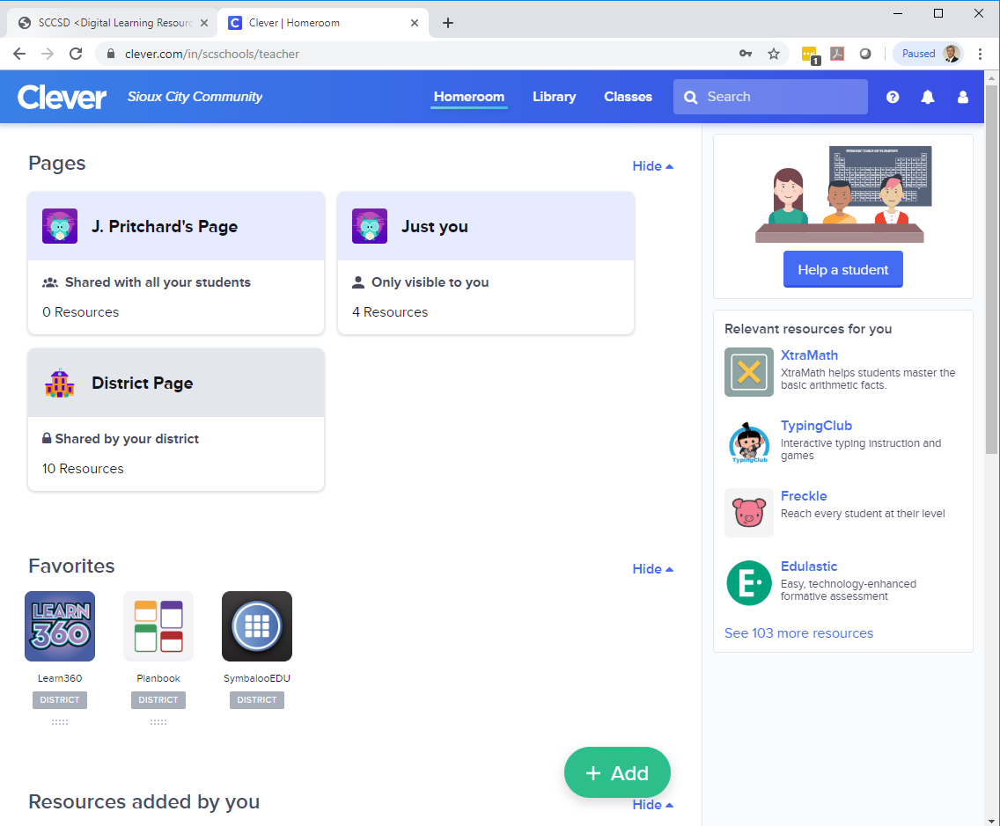 SCCSD <Digital Learning Resourc
Clever | Homeroom
clever.com/in/scschools/teacher
1
Paused
Clever
Sioux City Community
Homeroom
Library
Classes
Search
Pages
Hide
J. Pritchard's Page
Shared with all your students
0 Resources
Just you
Only visible to you
4 Resources
District Page
Shared by your district
10 Resources
Favorites
Hide
LEARN
360
Learn360
DISTRICT
Planbook
DISTRICT
SymbalooEDU
DISTRICT
+ Add
Resources added by you
Hide
PERIODIC TABLE OF ELEMENTS
Help a student
Relevant resources for you
XtraMath
XtraMath helps students master the
basic arithmetic facts.
TypingClub
TypingClub
Interactive typing instruction and
games
Freckle
Reach every student at their level
E
Edulastic
Easy, technology-enhanced
formative assessment
See 103 more resources